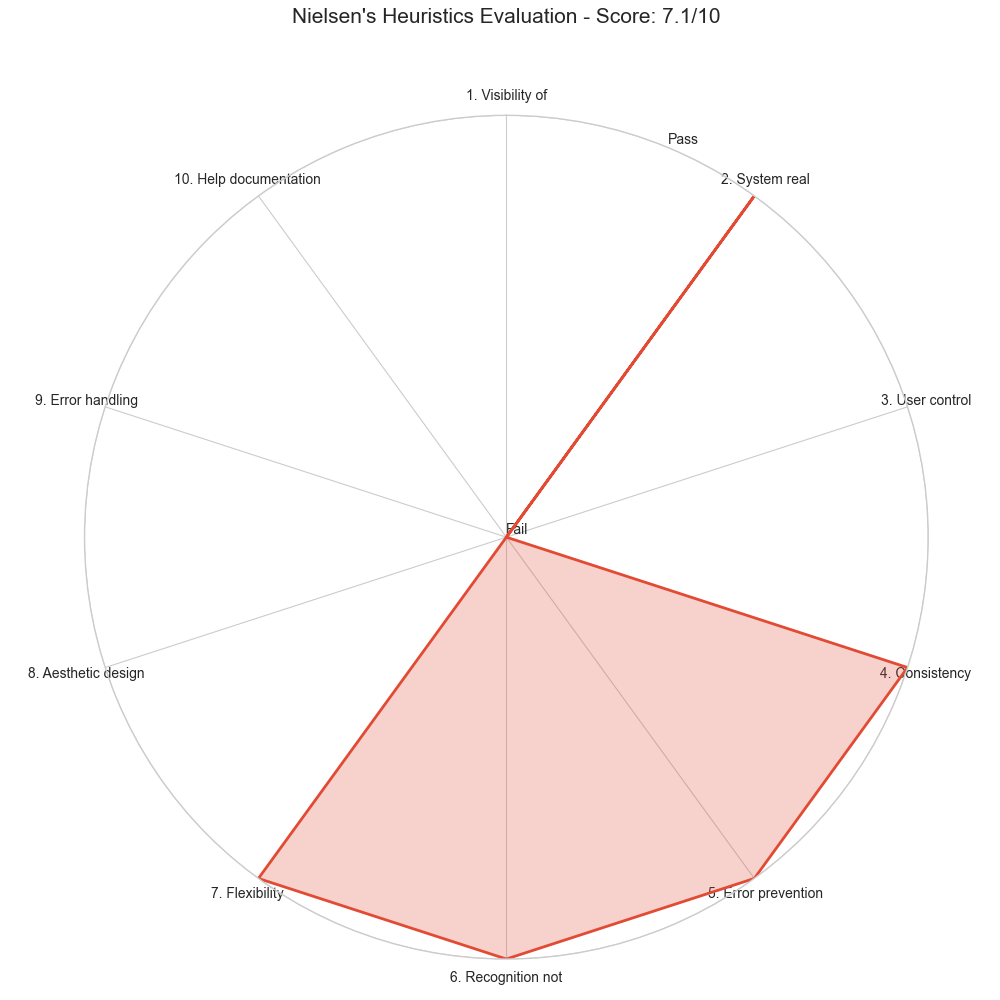 Nielsen's Heuristics Evaluation - Score: 7.1/10
1. Visibility of
Pass
10. Help documentation
2. System real
9. Error handling
3. User control
Fail
8. Aesthetic design
4. Consistency
7. Flexibility
5. Error prevention
6. Recognition not